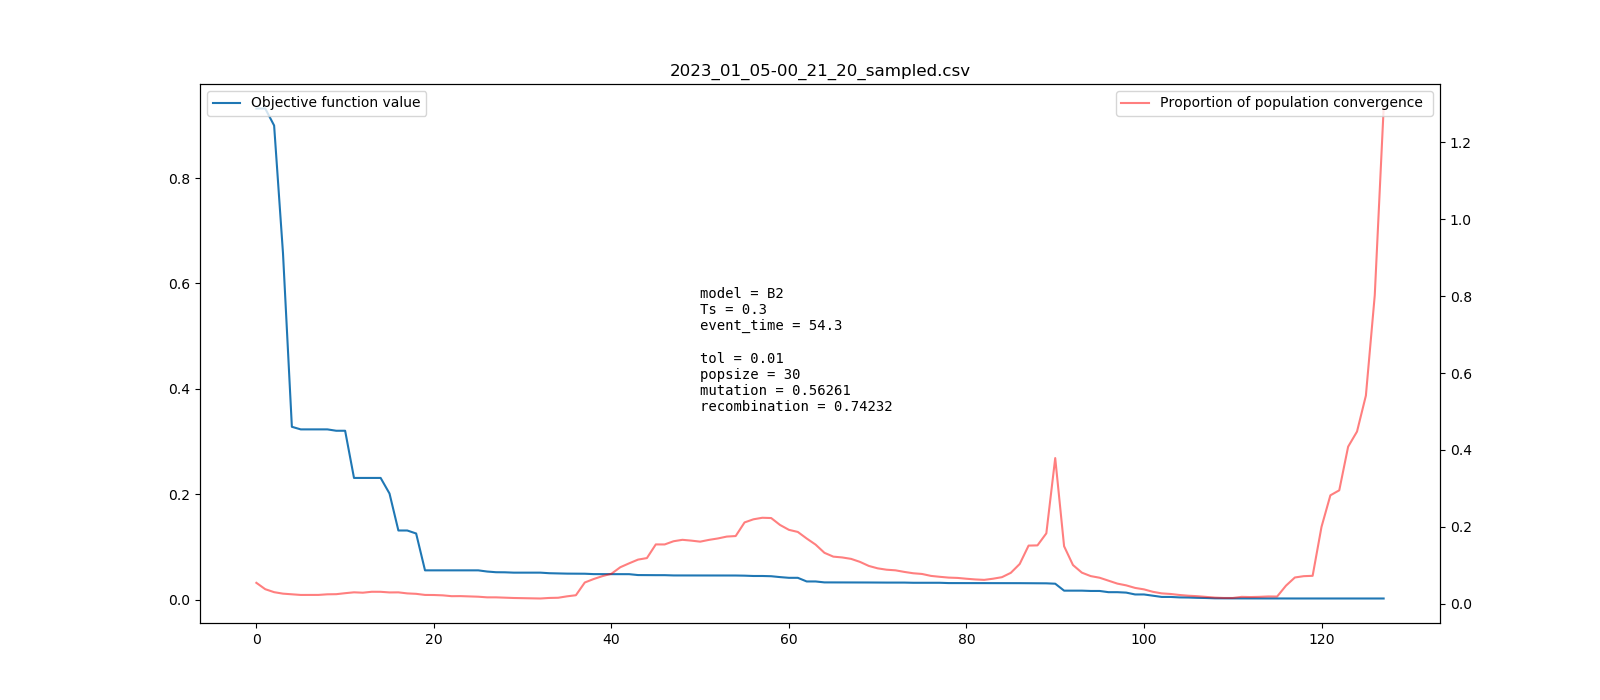 2023_01_05-00_21_20_sampled.csv
Objective function value
Proportion of population convergence
0.8
0.6
0.4
0.2
0.0
model = B2
Ts = 0.3
event_time = 54.3
tol = 0.01
popsize = 30
mutation = 0.56261
recombination = 0.74232
1.2
1.0
0.8
0.6
0.4
0.2
0.0
0 20 40 60 80 100 120